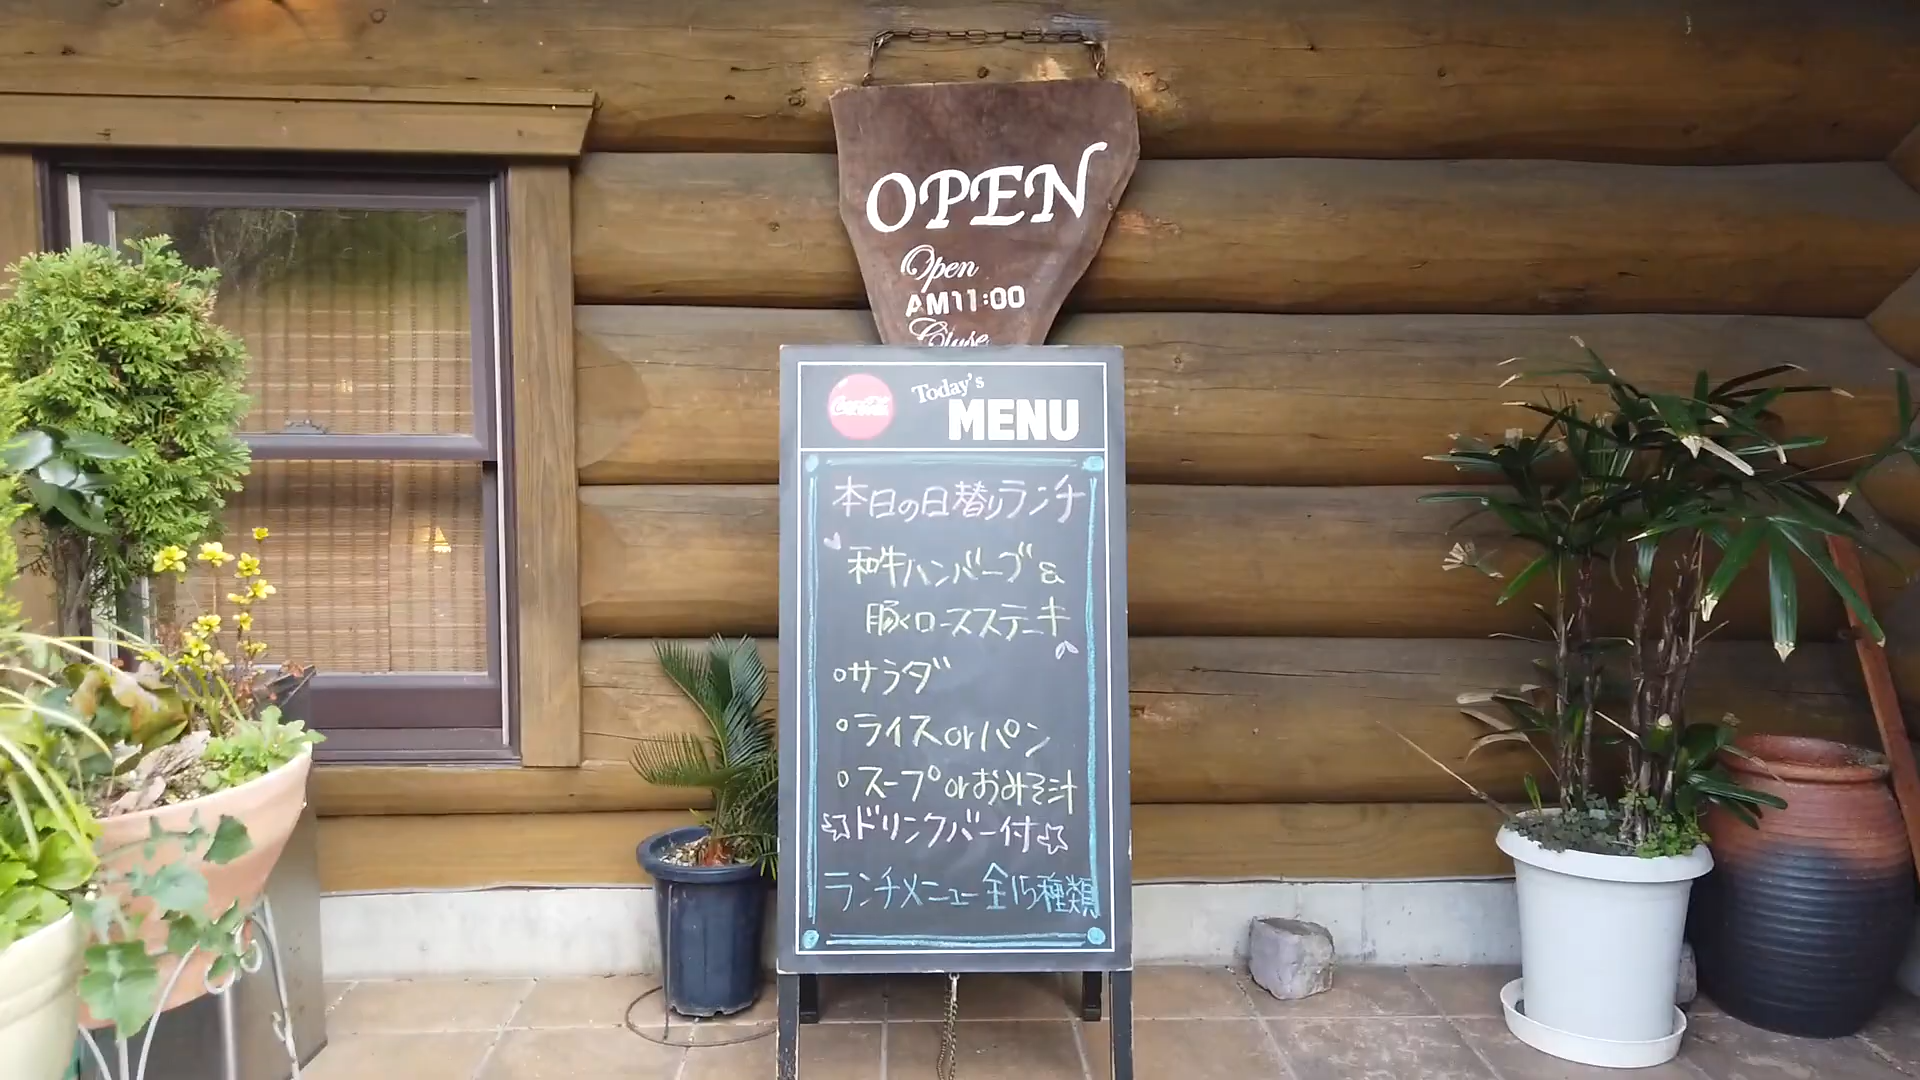 OPEN
Open
AM11:00
Close
Coca-Cola
Today's
MENU
本日の日替りランチ
和牛ハンバーグ&
豚ロースステーキ
サラダ
ライスorパン
スープorおみそ汁
☆ドリンクバー付☆
ランチメニュー全15種類